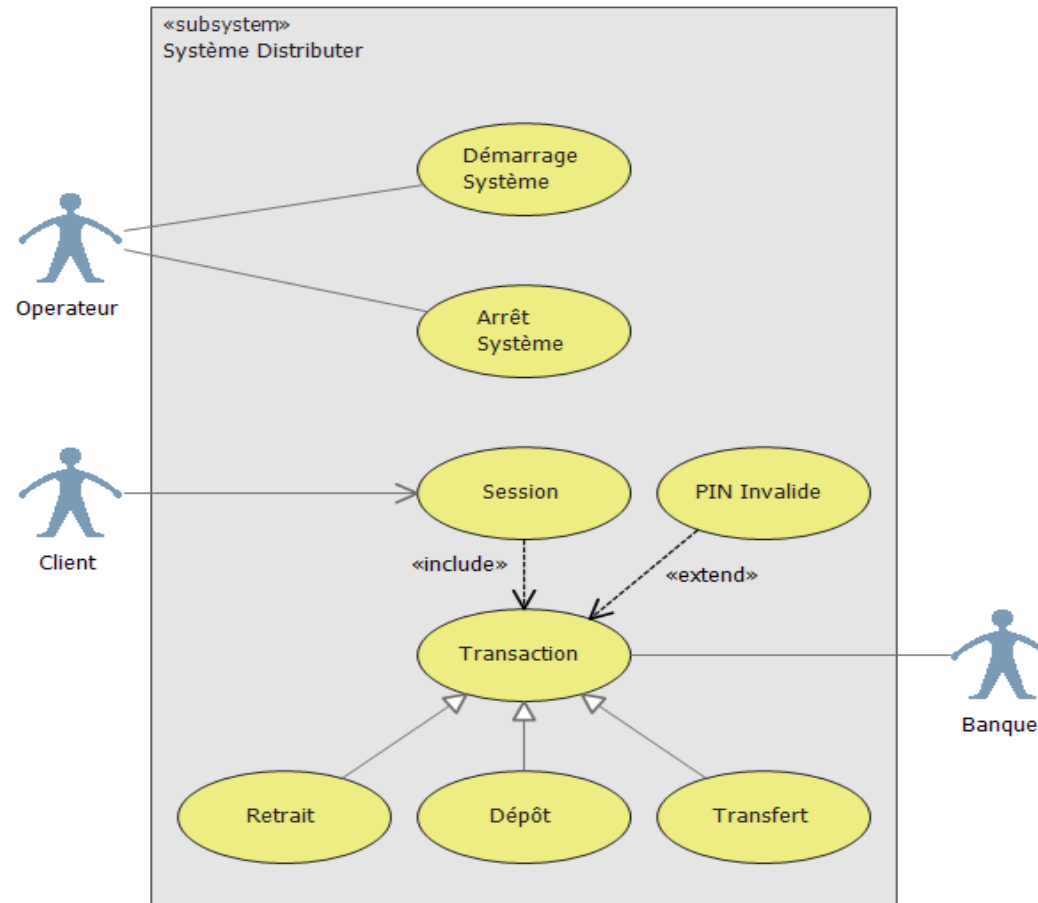 «subsystem»
Système Distributer
Démarrage
Système
Operateur
Arrêt
Système
Client
Session
PIN Invalide
«include»
«extend»
Transaction
Banque
Retrait
Dépôt
Transfert